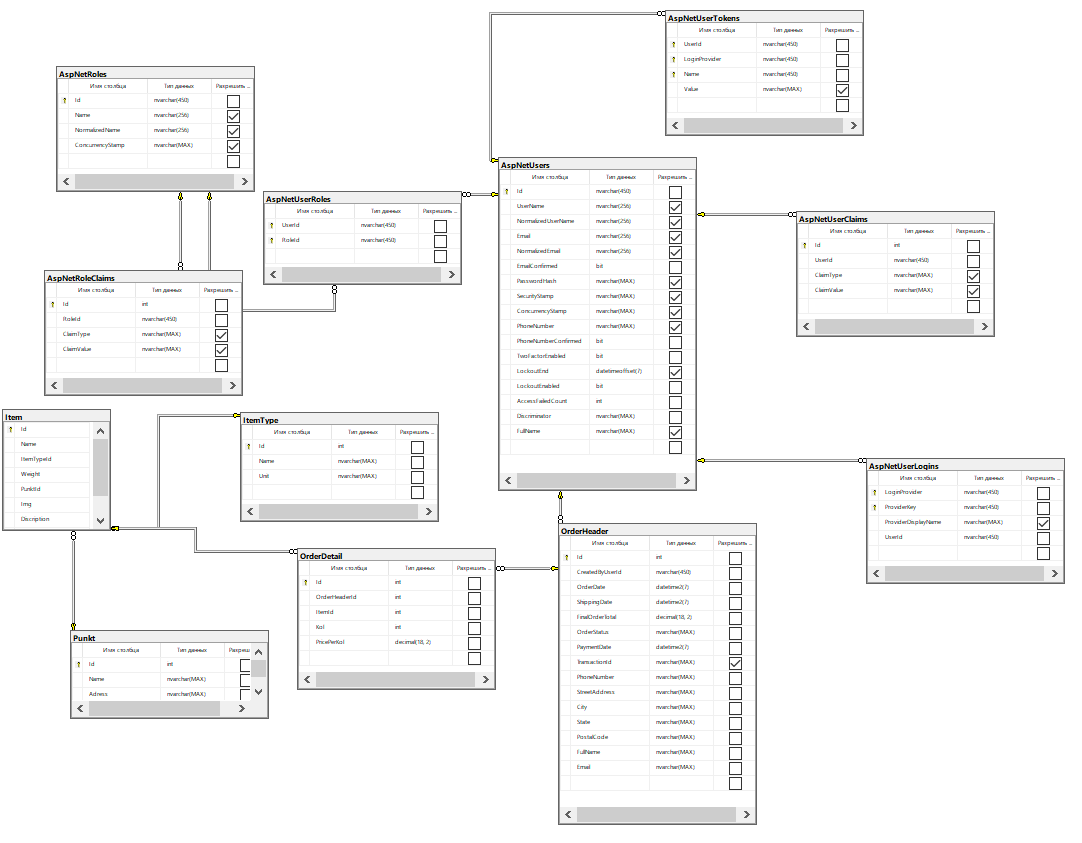 AspNetUserTokens
Имя столбца Тип данных Разрешить ...
UserId nvarchar(450)
LoginProvider nvarchar(450)
Name nvarchar(450)
Value nvarchar(MAX)
AspNetRoles
Имя столбца Тип данных Разрешить ...
Id nvarchar(450)
Name nvarchar(256)
NormalizedName nvarchar(256)
ConcurrencyStamp nvarchar(MAX)
AspNetUsers
Имя столбца Тип данных Разрешить ...
Id nvarchar(450)
UserName nvarchar(256)
NormalizedUserName nvarchar(256)
Email nvarchar(256)
NormalizedEmail nvarchar(256)
EmailConfirmed bit
PasswordHash nvarchar(MAX)
SecurityStamp nvarchar(MAX)
ConcurrencyStamp nvarchar(MAX)
PhoneNumber nvarchar(MAX)
PhoneNumberConfirmed bit
TwoFactorEnabled bit
LockoutEnd datetimeoffset(7)
LockoutEnabled bit
AccessFailedCount int
Discriminator nvarchar(MAX)
FullName nvarchar(MAX)
AspNetUserRoles
Имя столбца Тип данных Разрешить ...
UserId nvarchar(450)
RoleId nvarchar(450)
AspNetUserClaims
Имя столбца Тип данных Разрешить ...
Id int
UserId nvarchar(450)
ClaimType nvarchar(MAX)
ClaimValue nvarchar(MAX)
AspNetRoleClaims
Имя столбца Тип данных Разрешить ...
Id int
RoleId nvarchar(450)
ClaimType nvarchar(MAX)
ClaimValue nvarchar(MAX)
Item
Id
Name
ItemTypeId
Weight
PunktId
Img
Discription
ItemType
Имя столбца Тип данных Разрешить ...
Id int
Name nvarchar(MAX)
Unit nvarchar(MAX)
AspNetUserLogins
Имя столбца Тип данных Разрешить ...
LoginProvider nvarchar(450)
ProviderKey nvarchar(450)
ProviderDisplayName nvarchar(MAX)
UserId nvarchar(450)
OrderHeader
Имя столбца Тип данных Разрешить ...
Id int
CreatedByUserId nvarchar(450)
OrderDate datetime2(7)
ShippingDate datetime2(7)
FinalOrderTotal decimal(18, 2)
OrderStatus nvarchar(MAX)
PaymentDate datetime2(7)
TransactionId nvarchar(MAX)
PhoneNumber nvarchar(MAX)
StreetAddress nvarchar(MAX)
City nvarchar(MAX)
State nvarchar(MAX)
PostalCode nvarchar(MAX)
FullName nvarchar(MAX)
Email nvarchar(MAX)
OrderDetail
Имя столбца Тип данных Разрешить ...
Id int
OrderHeaderId int
ItemId int
Kol int
PricePerKol decimal(18, 2)
Punkt
Имя столбца Тип данных Разреш
Id int
Name nvarchar(MAX)
Adress nvarchar(MAX)